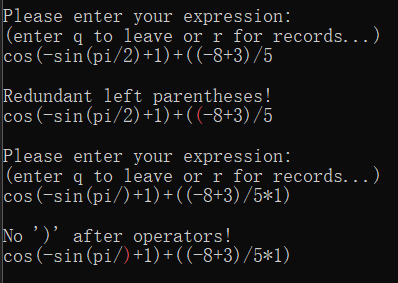 Please enter your expression:
(enter q to leave or r for records...)
cos(-sin(pi/2)+1)+((-8+3)/5
Redundant left parentheses!
cos(-sin(pi/2)+1)+((-8+3)/5
Please enter your expression:
(enter q to leave or r for records...)
cos(-sin(pi/)+1)+((-8+3)/5*1)
No ')' after operators!
cos(-sin(pi/)+1)+((-8+3)/5*1)